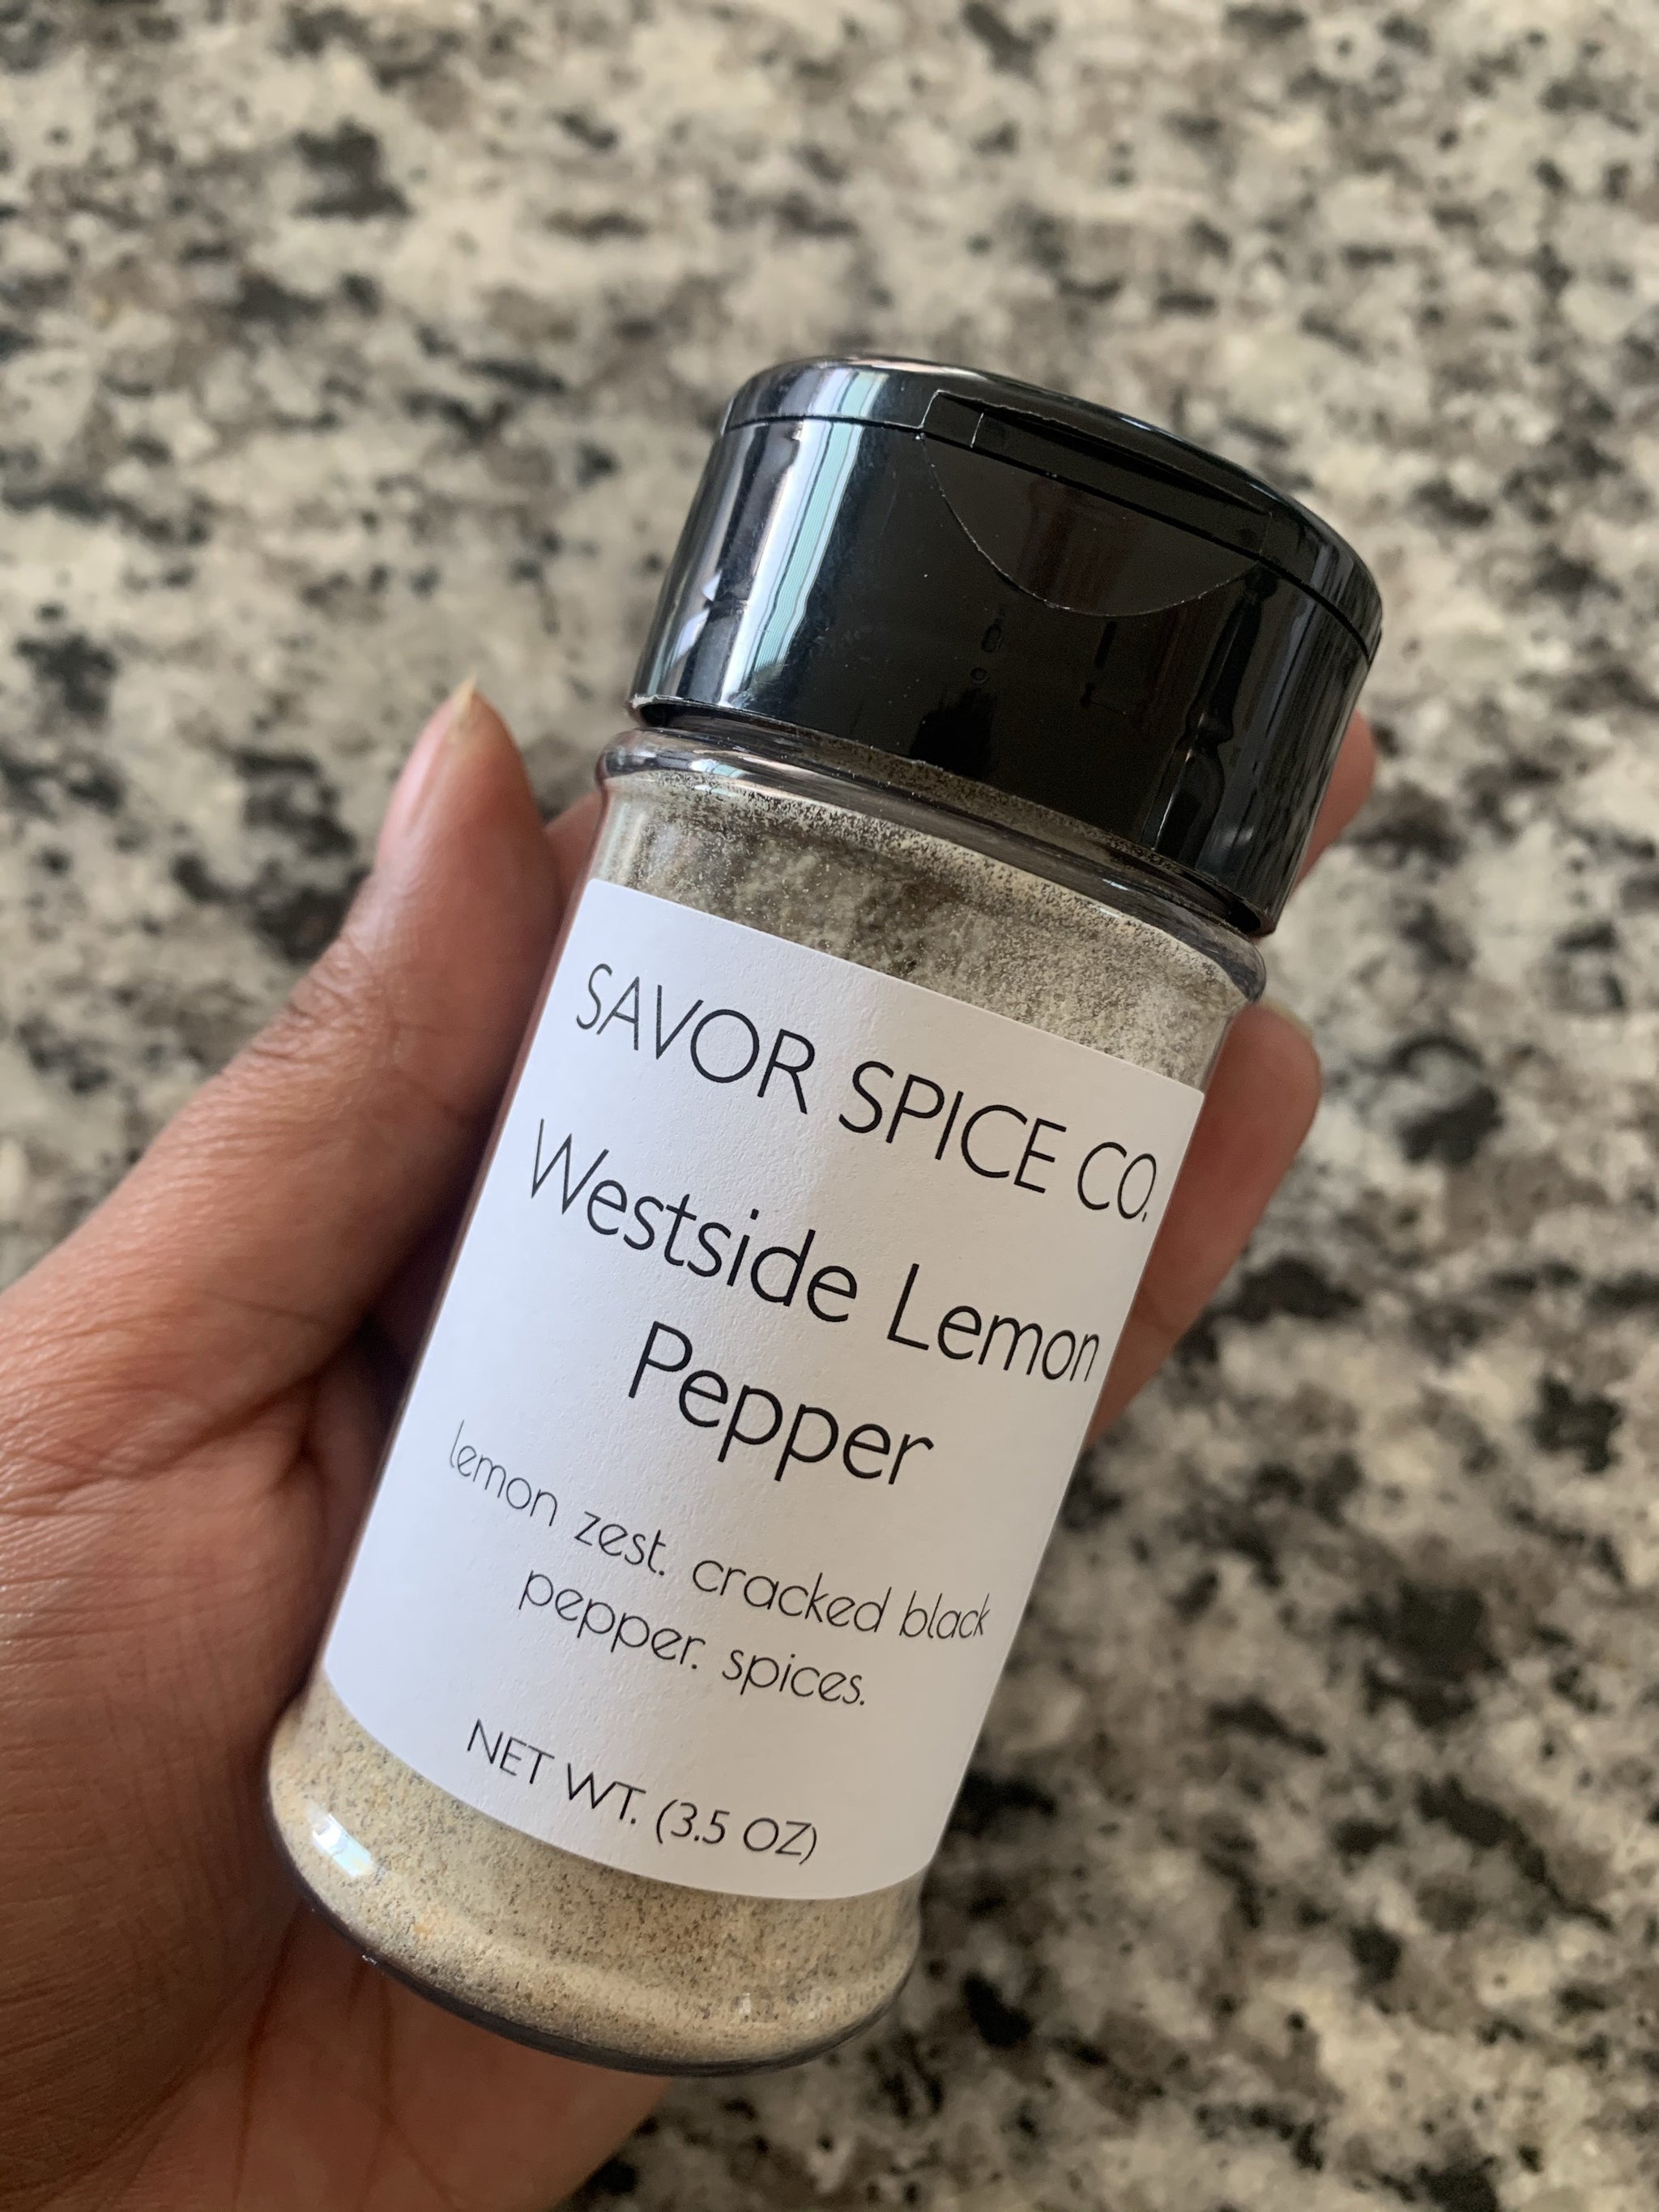 SAVOR SPICE CO.
Westside Lemon
Pepper
lemon zest. cracked black
pepper. spices.
NET WT. (3.5 OZ)